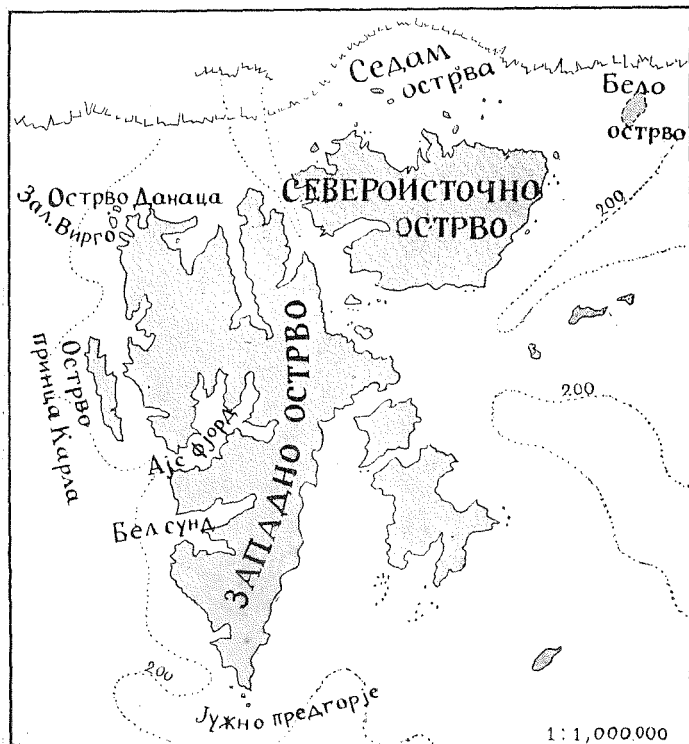 Седам
острва
Бело
острво
Острво Данаца
Зал. Вирго
СЕВЕРОИСТОЧНО
ОСТРВО
200
Острво
принца Карла
ЗАПАДНО ОСТРВО
200
Ајс фјорд
Бел сунд
200
Јужно предгорје
1:1,000.000